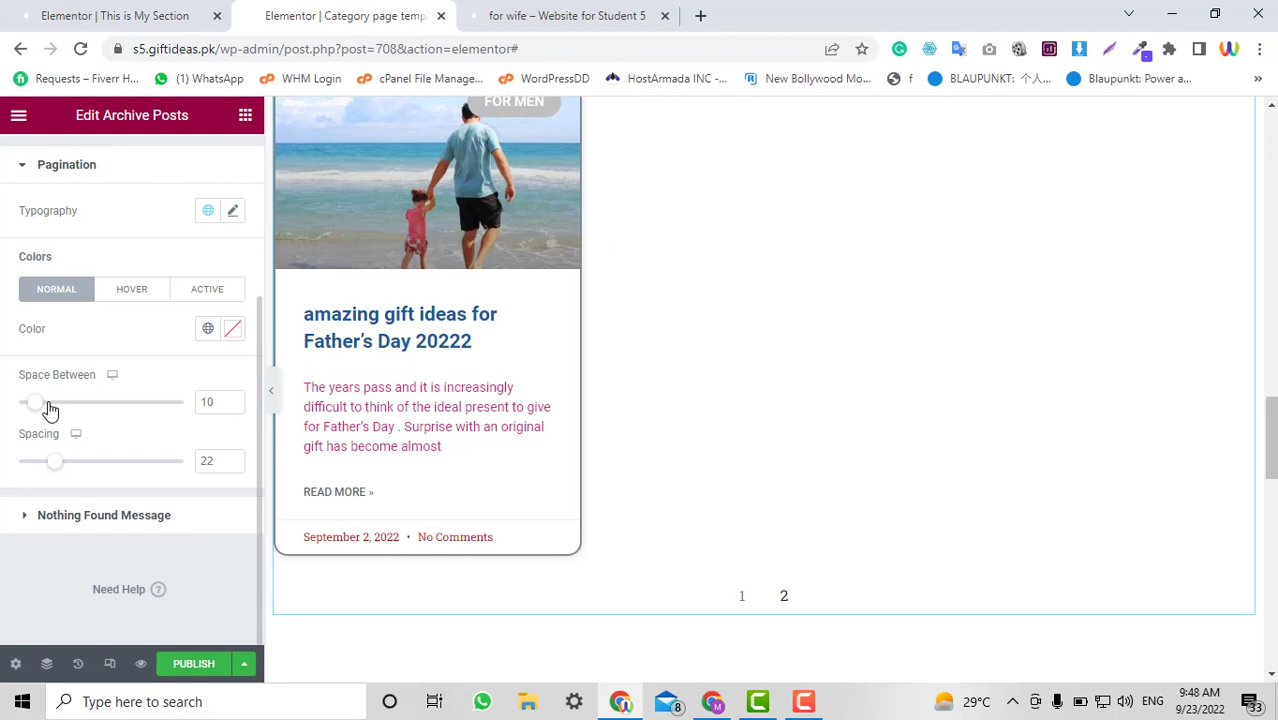 Elementor | This is My Section
Elementor | Category page temp
for wife – Website for Student 5
s5.giftideas.pk/wp-admin/post.php?post=708&action=elementor#
Requests – Fiverr H...
(1) WhatsApp
WHM Login
cPanel File Manage...
WordPressDD
HostArmada INC -...
New Bollywood Mo...
f
BLAUPUNKT: 个人...
Blaupunkt: Power a...
»
Edit Archive Posts
Pagination
Typography
Colors
NORMAL
HOVER
ACTIVE
Color
Space Between
10
Spacing
22
Nothing Found Message
Need Help ?
PUBLISH
FOR MEN
amazing gift ideas for
Father’s Day 20222
The years pass and it is increasingly
difficult to think of the ideal present to give
for Father’s Day . Surprise with an original
gift has become almost
READ MORE »
September 2, 2022 • No Comments
1 2
Type here to search
8
M
29°C
ENG
9:48 AM
9/23/2022
33